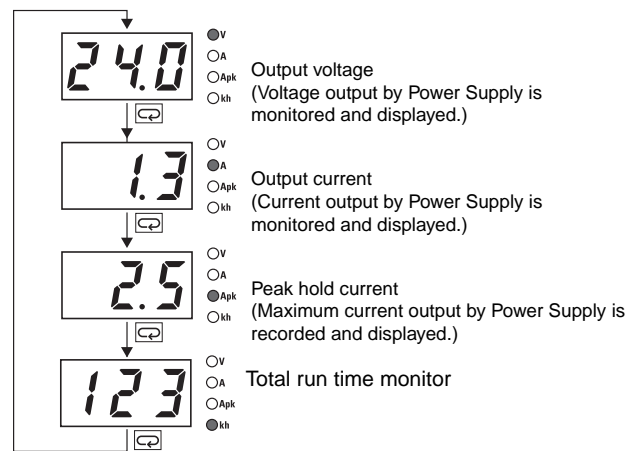 24.0
V
A
Apk
kh
Output voltage
(Voltage output by Power Supply is
monitored and displayed.)
1.3
V
A
Apk
kh
Output current
(Current output by Power Supply is
monitored and displayed.)
2.5
V
A
Apk
kh
Peak hold current
(Maximum current output by Power Supply is
recorded and displayed.)
123
V
A
Apk
kh
Total run time monitor